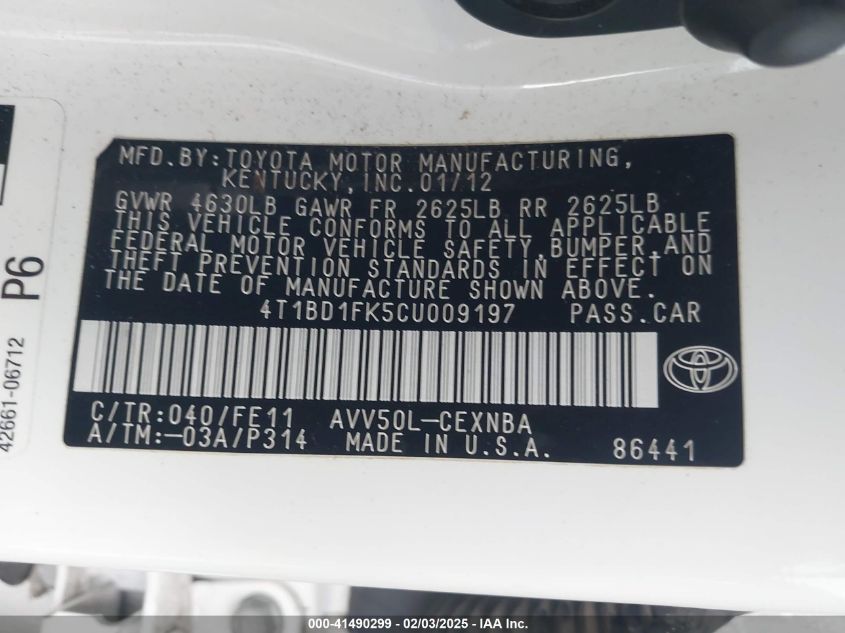 MFD.BY:TOYOTA MOTOR MANUFACTURING,
KENTUCKY,INC.01/12
GVWR 4630LB GAWR FR 2625LB RR 2625LB
THIS VEHICLE CONFORMS TO ALL APPLICABLE
FEDERAL MOTOR VEHICLE SAFETY,BUMPER,AND
THEFT PREVENTION STANDARDS IN EFFECT ON
THE DATE OF MANUFACTURE SHOWN ABOVE.
4T1BD1FK5CU009197 PASS.CAR
C/TR:040/FE11 AVV50L-CEXNBA
A/TM:-03A/P314 MADE IN U.S.A. 86441
P6
42661-06712
000-41490299 - 02/03/2025 - IAA Inc.